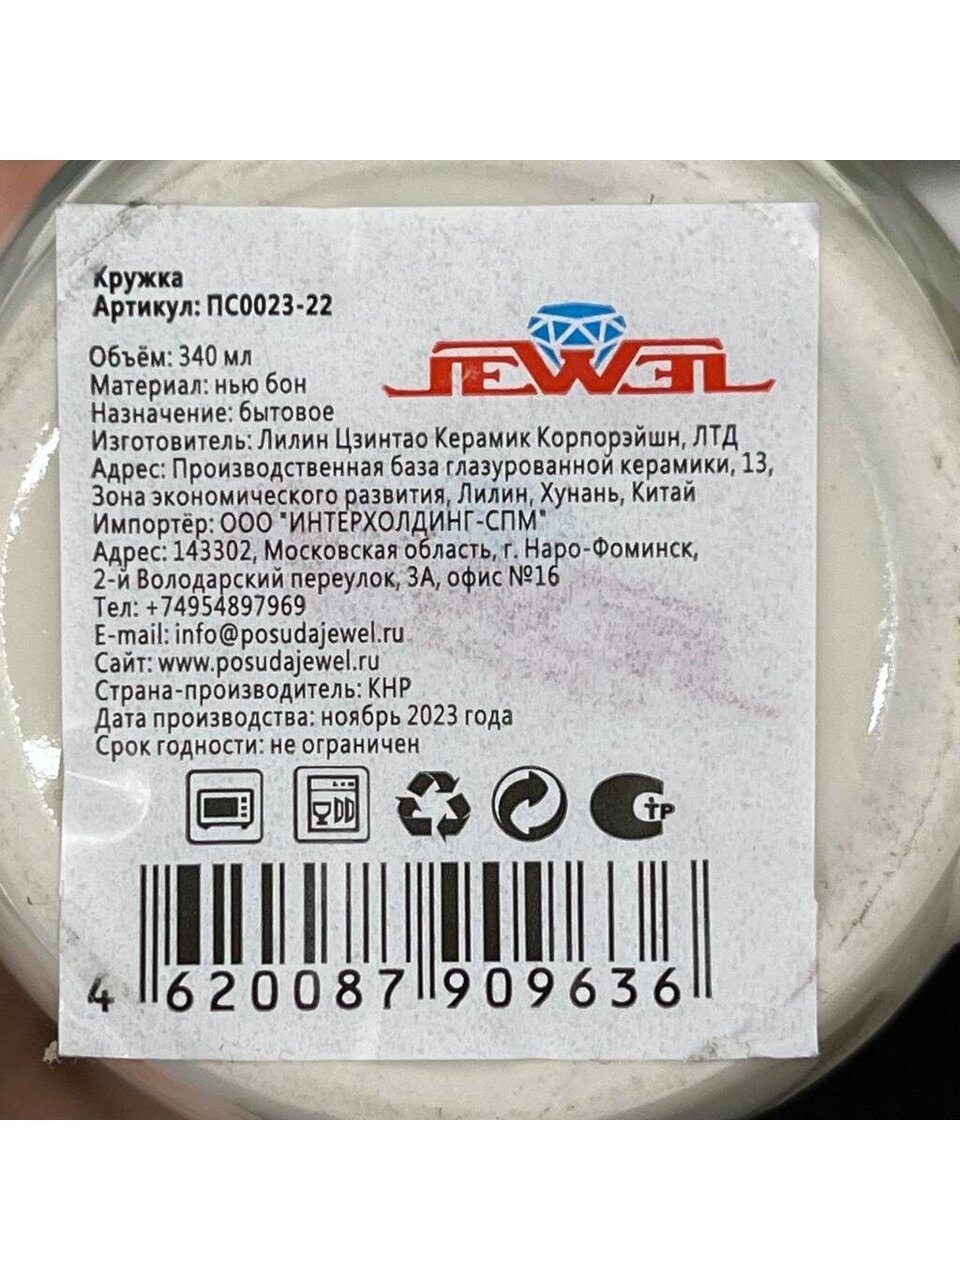 Кружка
Артикул: ПС0023-22
JEWEL
Объём: 340 мл
Материал: нью бон
Назначение: бытовое
Изготовитель: Лилин Цзинтао Керамик Корпорэйшн, ЛТД
Адрес: Производственная база глазурованной керамики, 13,
Зона экономического развития, Лилин, Хунань, Китай
Импортёр: ООО "ИНТЕРХОЛДИНГ-СПМ"
Адрес: 143302, Московская область, г. Наро-Фоминск,
2-й Володарский переулок, 3А, офис №16
Тел: +74954897969
E-mail: info@posudajewel.ru
Сайт: www.posudajewel.ru
Страна-производитель: КНР
Дата производства: ноябрь 2023 года
Срок годности: не ограничен
СТР
4 620087 909636